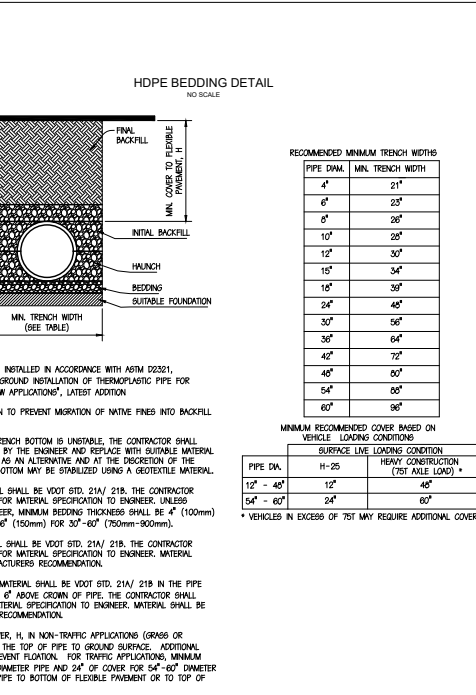 HDPE BEDDING DETAIL
NO SCALE
FINAL
BACKFILL
MIN. COVER TO FLEXIBLE
PAVEMENT, H
INITIAL BACKFILL
HAUNCH
BEDDING
SUITABLE FOUNDATION
MIN. TRENCH WIDTH
(SEE TABLE)
RECOMMENDED MINIMUM TRENCH WIDTHS
PIPE DIAM. MIN. TRENCH WIDTH
4" 21"
6" 23"
8" 26"
10" 28"
12" 30"
15" 34"
18" 39"
24" 48"
30" 56"
36" 64"
42" 72"
48" 80"
54" 88"
60" 96"
MINIMUM RECOMMENDED COVER BASED ON
VEHICLE LOADING CONDITIONS
SURFACE LIVE LOADING CONDITION
PIPE DIA. H-25 HEAVY CONSTRUCTION
(75T AXLE LOAD) *
12" - 48" 12" 48"
54" - 60" 24" 60"
* VEHICLES IN EXCESS OF 75T MAY REQUIRE ADDITIONAL COVER
INSTALLED IN ACCORDANCE WITH ASTM D2321,
GROUND INSTALLATION OF THERMOPLASTIC PIPE FOR
W APPLICATIONS", LATEST ADDITION
N TO PREVENT MIGRATION OF NATIVE FINES INTO BACKFILL
RENCH BOTTOM IS UNSTABLE, THE CONTRACTOR SHALL
BY THE ENGINEER AND REPLACE WITH SUITABLE MATERIAL
AS AN ALTERNATIVE AND AT THE DISCRETION OF THE
OTTOM MAY BE STABILIZED USING A GEOTEXTILE MATERIAL.
L SHALL BE VDOT STD. 21A/ 21B. THE CONTRACTOR
FOR MATERIAL SPECIFICATION TO ENGINEER. UNLESS
EER, MINIMUM BEDDING THICKNESS SHALL BE 4" (100mm)
6" (150mm) FOR 30"-60" (750mm-900mm).
L SHALL BE VDOT STD. 21A/ 21B. THE CONTRACTOR
FOR MATERIAL SPECIFICATION TO ENGINEER. MATERIAL
ACTURERS RECOMMENDATION.
MATERIAL SHALL BE VDOT STD. 21A/ 21B IN THE PIPE
6" ABOVE CROWN OF PIPE. THE CONTRACTOR SHALL
TERIAL SPECIFICATION TO ENGINEER. MATERIAL SHALL BE
RECOMMENDATION.
VER, H, IN NON-TRAFFIC APPLICATIONS (GRASS OR
THE TOP OF PIPE TO GROUND SURFACE. ADDITIONAL
EVENT FLOATION. FOR TRAFFIC APPLICATIONS, MINIMUM
DIAMETER PIPE AND 24" OF COVER FOR 54"-60" DIAMETER
PIPE TO BOTTOM OF FLEXIBLE PAVEMENT OR TO TOP OF